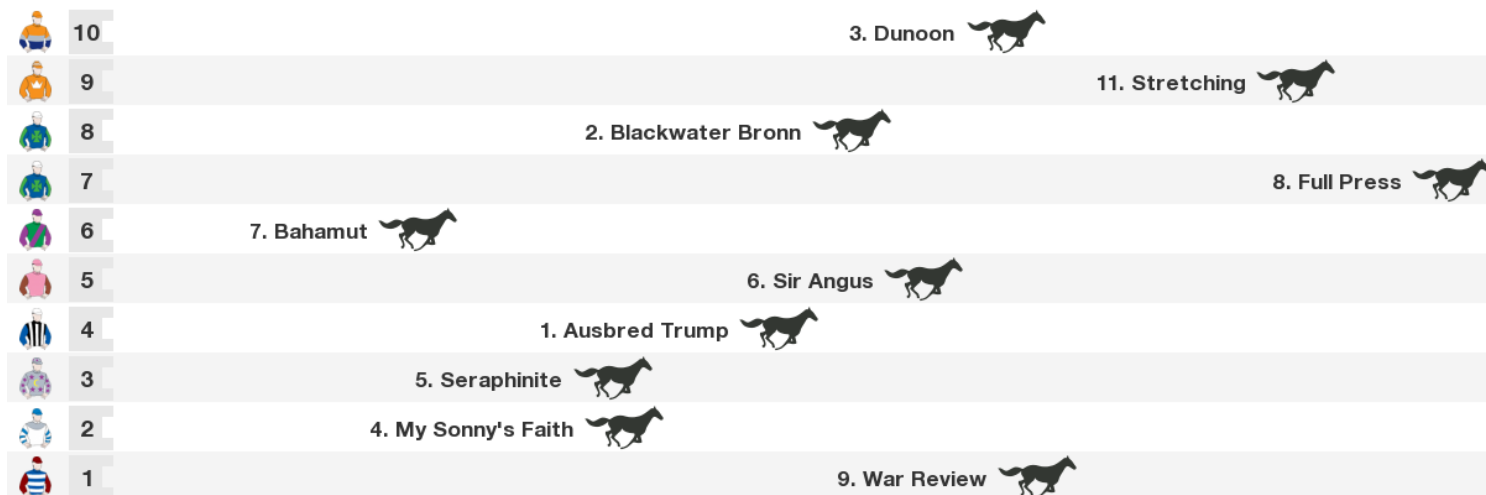 10 3. Dunoon
9 11. Stretching
8 2. Blackwater Bronn
7 8. Full Press
6 7. Bahamut
5 6. Sir Angus
4 1. Ausbred Trump
3 5. Seraphinite
2 4. My Sonny's Faith
1 9. War Review